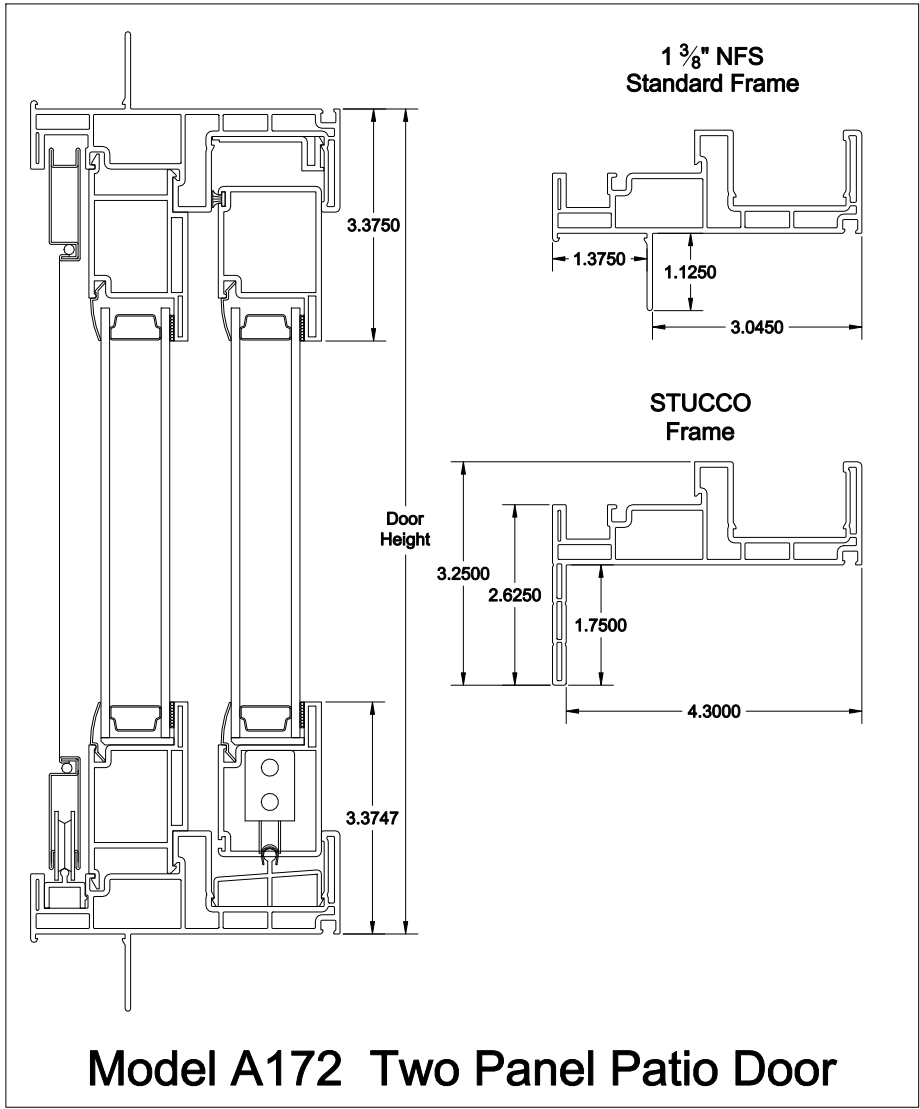 1 3/8" NFS
Standard Frame
3.3750
1.3750
1.1250
3.0450
STUCCO
Frame
Door
Height
3.2500
2.6250
1.7500
4.3000
3.3747
Model A172 Two Panel Patio Door